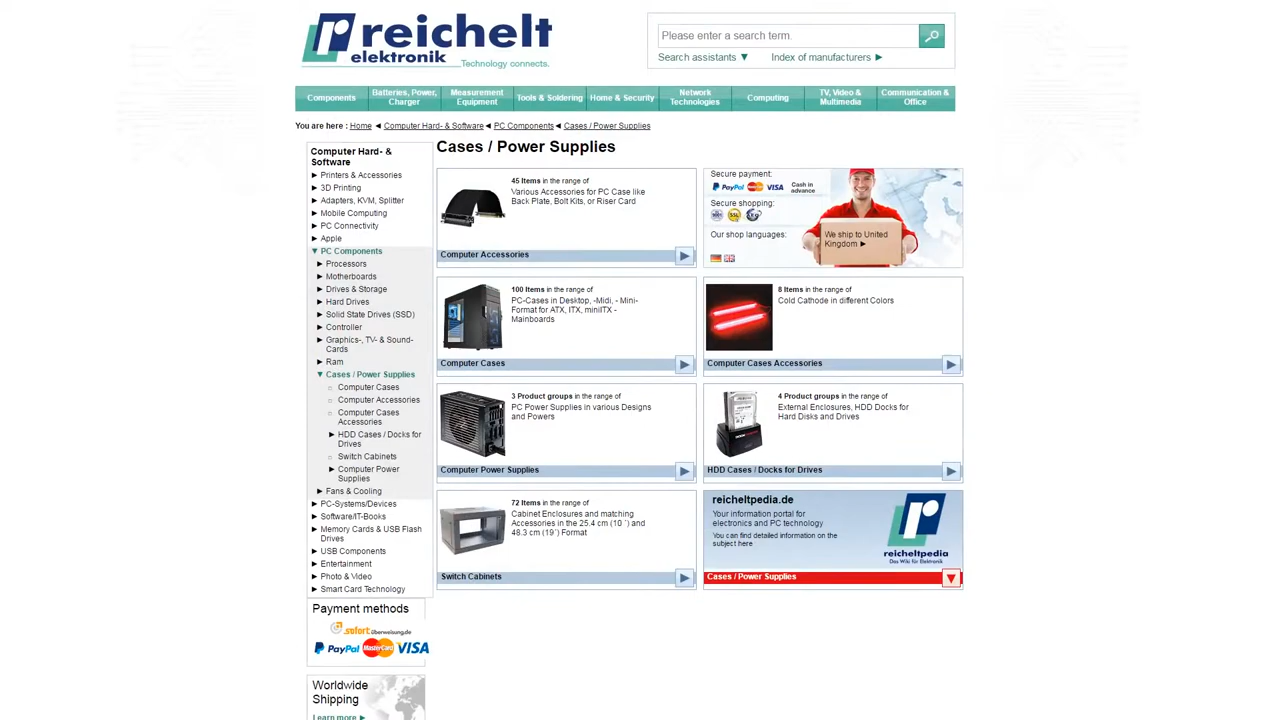 reichelt
elektronik
Technology connects.
Please enter a search term.
Search assistants ▼
Index of manufacturers ►
Components
Batteries, Power,
Charger
Measurement
Equipment
Tools & Soldering
Home & Security
Network
Technologies
Computing
TV, Video &
Multimedia
Communication &
Office
You are here : Home ◄ Computer Hard- & Software ◄ PC Components ◄ Cases / Power Supplies
Computer Hard- &
Software
► Printers & Accessories
► 3D Printing
► Adapters, KVM, Splitter
► Mobile Computing
► PC Connectivity
► Apple
▼ PC Components
► Processors
► Motherboards
► Drives & Storage
► Hard Drives
► Solid State Drives (SSD)
► Controller
► Graphics-, TV- & Sound-
Cards
► Ram
▼ Cases / Power Supplies
Computer Cases
Computer Accessories
Computer Cases
Accessories
► HDD Cases / Docks for
Drives
Switch Cabinets
► Computer Power
Supplies
► Fans & Cooling
► PC-Systems/Devices
► Software/IT-Books
► Memory Cards & USB Flash
Drives
► USB Components
► Entertainment
► Photo & Video
► Smart Card Technology
Payment methods
sofort überweisung.de
PayPal MasterCard VISA
Worldwide
Shipping
Learn more ►
Cases / Power Supplies
45 Items in the range of
Various Accessories for PC Case like
Back Plate, Bolt Kits, or Riser Card
Computer Accessories
Secure payment:
PayPal MasterCard VISA Cash in
advance
Secure shopping:
Our shop languages:
We ship to United
Kingdom ►
100 Items in the range of
PC-Cases in Desktop, -Midi, - Mini-
Format for ATX, ITX, miniITX -
Mainboards
Computer Cases
8 Items in the range of
Cold Cathode in different Colors
Computer Cases Accessories
3 Product groups in the range of
PC Power Supplies in various Designs
and Powers
Computer Power Supplies
4 Product groups in the range of
External Enclosures, HDD Docks for
Hard Disks and Drives
HDD Cases / Docks for Drives
72 Items in the range of
Cabinet Enclosures and matching
Accessories in the 25.4 cm (10 ´) and
48.3 cm (19´) Format
Switch Cabinets
reicheltpedia.de
Your information portal for
electronics and PC technology
You can find detailed information on the
subject here
reicheltpedia
Das Wiki für Elektronik
Cases / Power Supplies